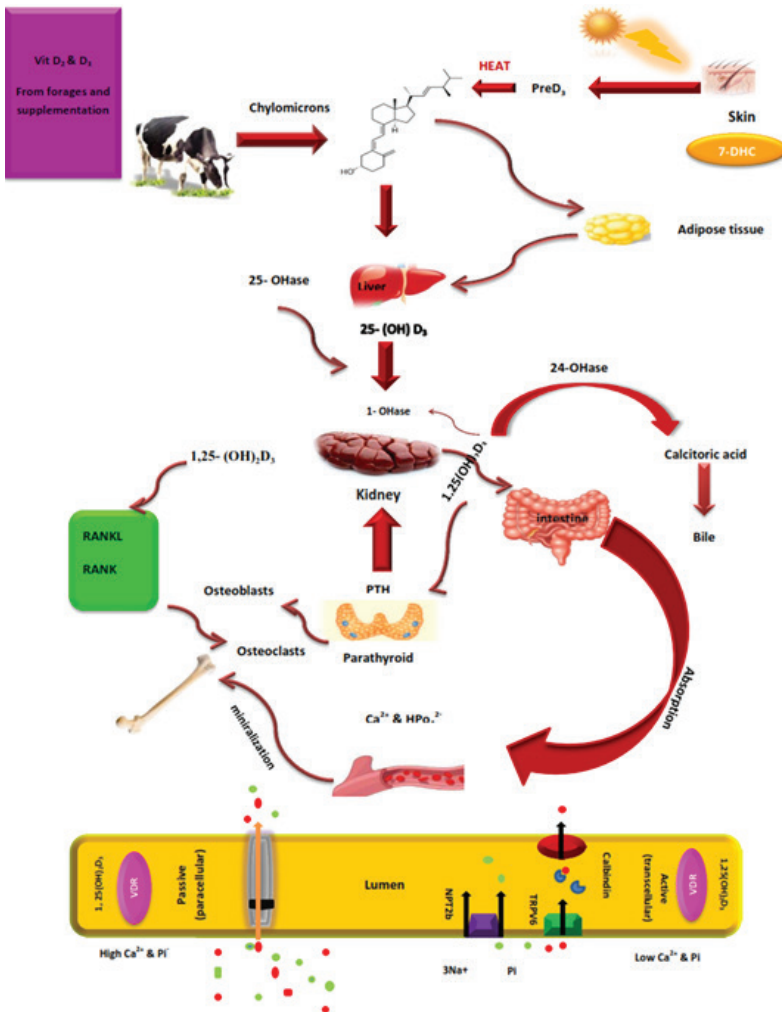 Vit D₂ & D₃
From forages and
supplementation
Chylomicrons
HEAT
PreD₃
Skin
7-DHC
H
HO
Adipose tissue
Liver
25- OHase
25- (OH) D₃
24-OHase
1- OHase
1,25- (OH)₂D₃
1,25(OH)₂D₃
Calcitoric acid
Kidney
intestine
Bile
RANKL
RANK
PTH
Osteoblasts
Osteoclasts
Parathyroid
Absorption
Ca²⁺ & HPo₄²⁻
miniralization
1, 25(OH)₂D₃
VDR
Passive
(paracellular)
Lumen
NPT2b
TRPV6
Calbindin
Active
(transcellular)
VDR
1,25(OH)₂D₃
High Ca²⁺ & Pi⁻
3Na+
Pi
Low Ca²⁺ & Pi